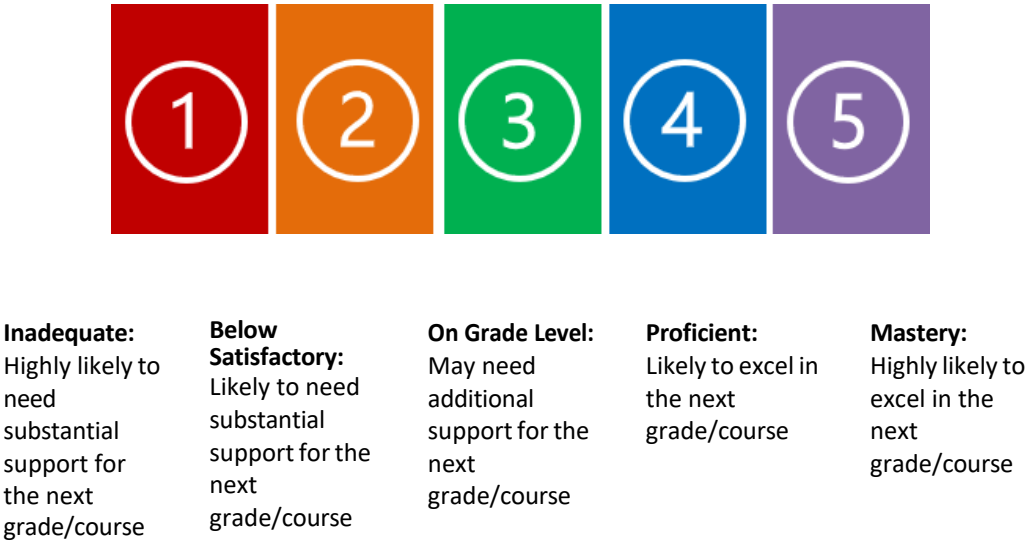 1
2
3
4
5
Inadequate:
Highly likely to
need
substantial
support for
the next
grade/course
Below
Satisfactory:
Likely to need
substantial
support for the
next
grade/course
On Grade Level:
May need
additional
support for the
next
grade/course
Proficient:
Likely to excel in
the next
grade/course
Mastery:
Highly likely to
excel in the
next
grade/course